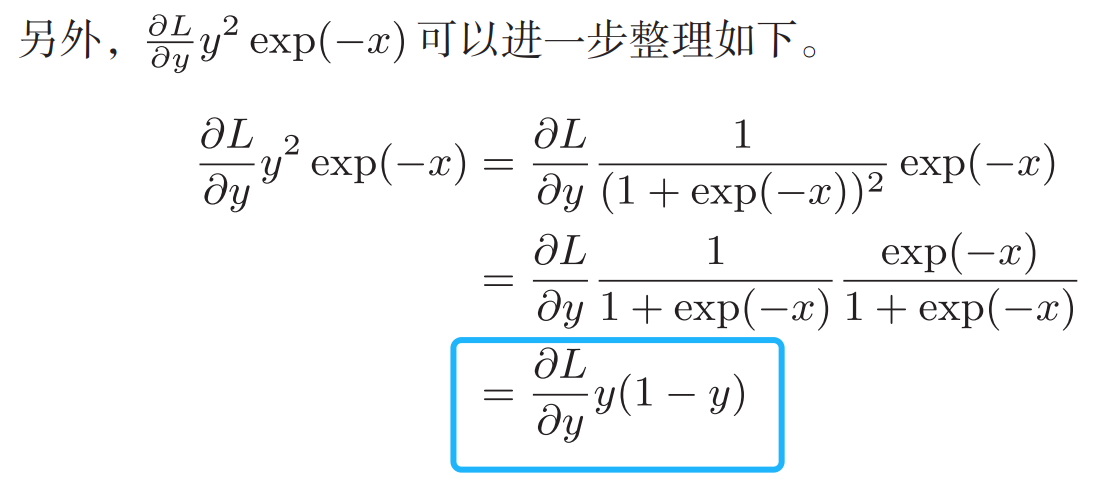 另外，$\frac{\partial L}{\partial y} y^2 \exp(-x)$ 可以进一步整理如下。
$\frac{\partial L}{\partial y} y^2 \exp(-x) = \frac{\partial L}{\partial y} \frac{1}{(1 + \exp(-x))^2} \exp(-x)$
$= \frac{\partial L}{\partial y} \frac{1}{1 + \exp(-x)} \frac{\exp(-x)}{1 + \exp(-x)}$
$= \frac{\partial L}{\partial y} y(1 - y)$